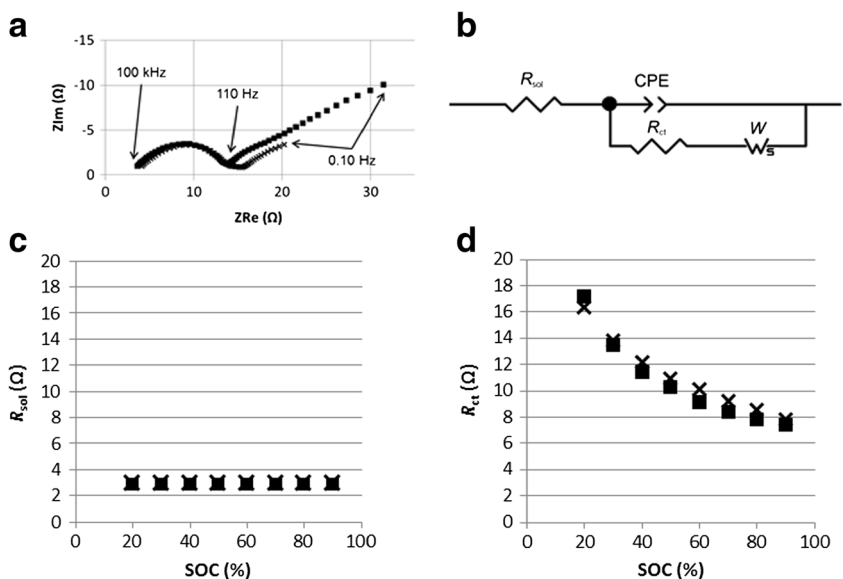 a
-15
-10
-5
0
ZIm (Ω)
100 kHz
110 Hz
0.10 Hz
0 10 20 30
ZRe (Ω)
b
Rsol
CPE
Rct
W
s
c
20
18
16
14
12
10
8
6
4
2
0
Rsol (Ω)
0 20 40 60 80 100
SOC (%)
d
20
18
16
14
12
10
8
6
4
2
0
Rct (Ω)
0 20 40 60 80 100
SOC (%)